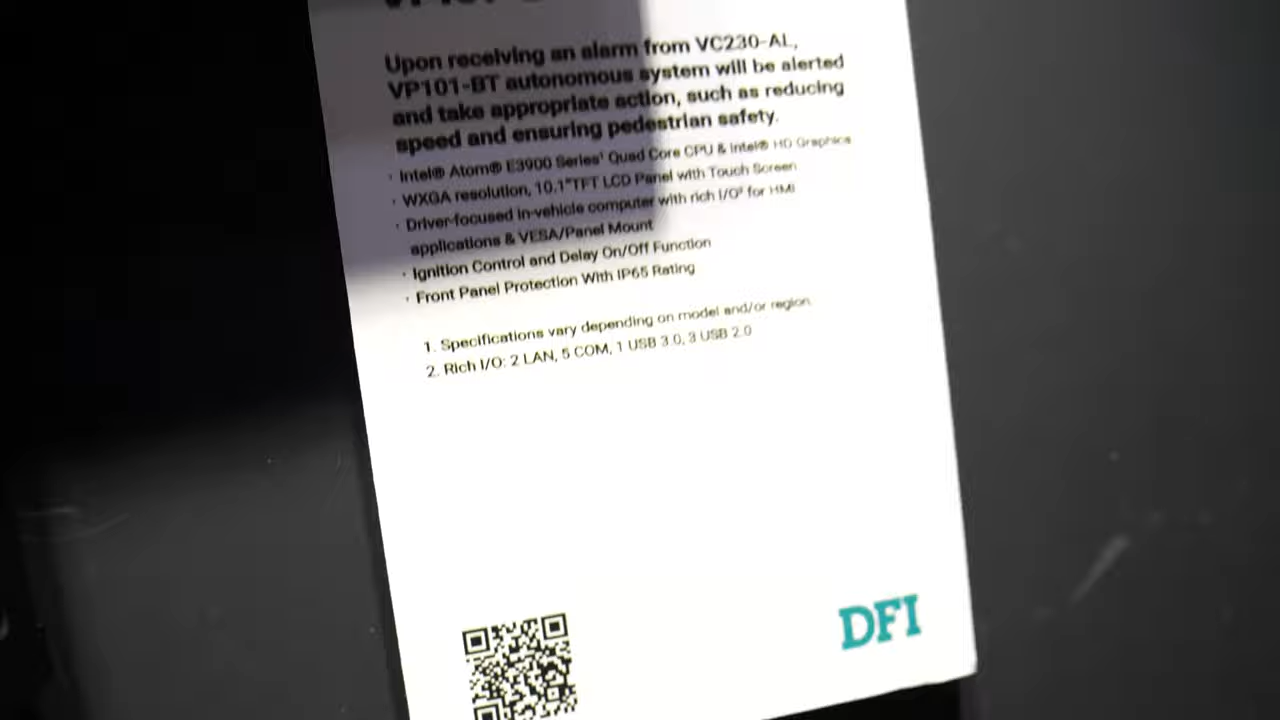 Upon receiving an alarm from VC230-AL,
VP101-BT autonomous system will be alerted
and take appropriate action, such as reducing
speed and ensuring pedestrian safety.
· Intel® Atom® E3900 Series¹ Quad Core CPU & Intel® HD Graphics
· WXGA resolution, 10.1"TFT LCD Panel with Touch Screen
· Driver-focused in-vehicle computer with rich I/O² for HMI
applications & VESA/Panel Mount
· Ignition Control and Delay On/Off Function
· Front Panel Protection With IP65 Rating
1. Specifications vary depending on model and/or region.
2. Rich I/O: 2 LAN, 5 COM, 1 USB 3.0, 3 USB 2.0
DFI